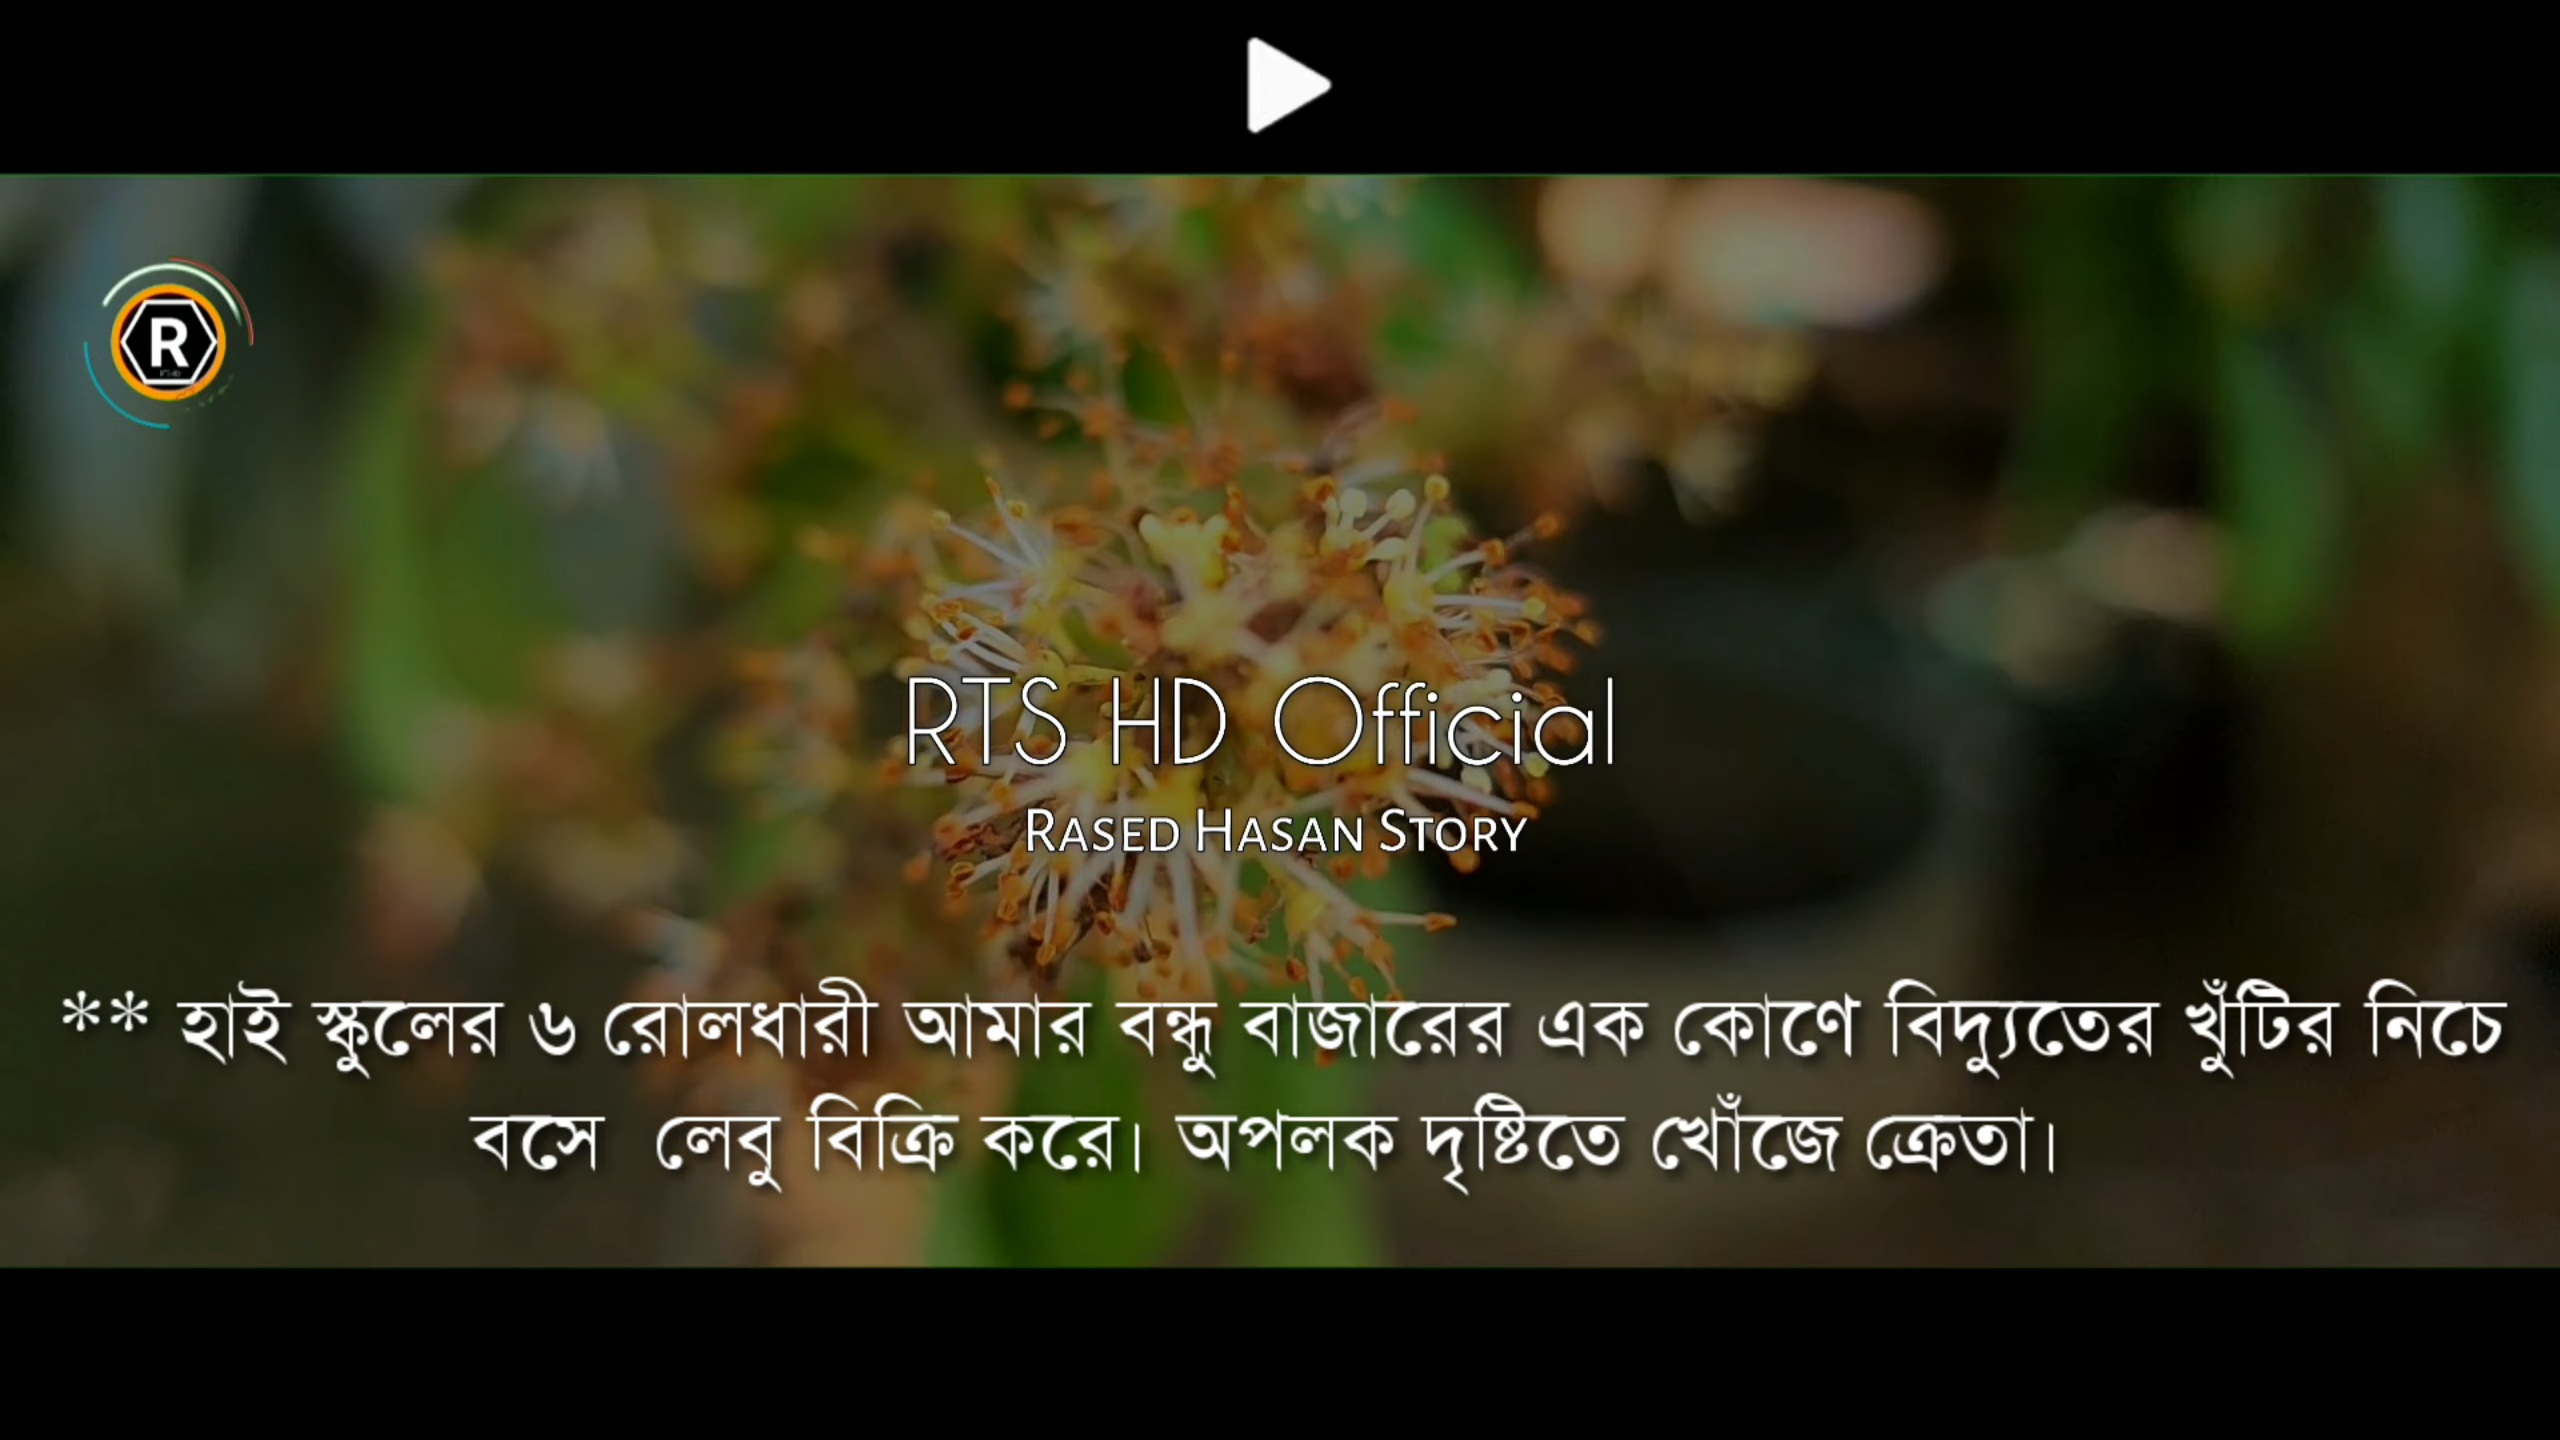 R
RTS HD Official
RASED HASAN STORY
** হাই স্কুলের ৬ রোলধারী আমার বন্ধু বাজারের এক কোণে বিদ্যুতের খুঁটির নিচে
বসে লেবু বিক্রি করে। অপলক দৃষ্টিতে খোঁজে ক্রেতা।